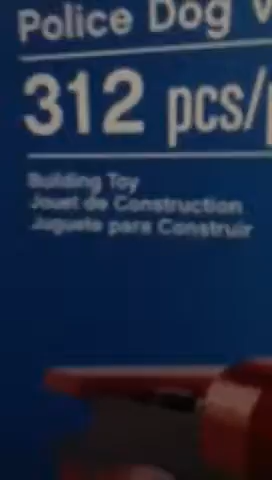 Police Dog V
312 pcs/p
Building Toy
Jouet de Construction
Juguete para Construir